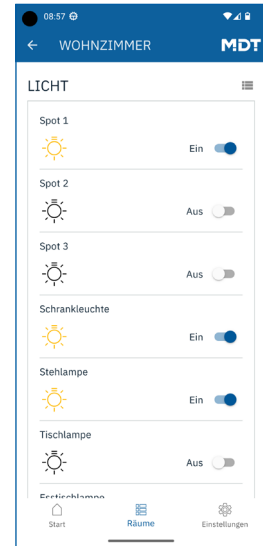 08:57
WOHNZIMMER
MDT
LICHT
Spot 1
Ein
Spot 2
Aus
Spot 3
Aus
Schrankleuchte
Ein
Stehlampe
Ein
Tischlampe
Aus
Esstischlampe
Start
Räume
Einstellungen